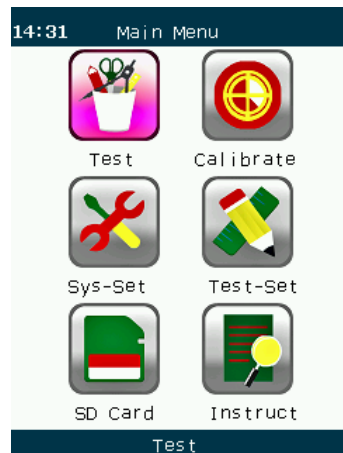 14:31 Main Menu
Test Calibrate
Sys-Set Test-Set
SD Card Instruct
Test